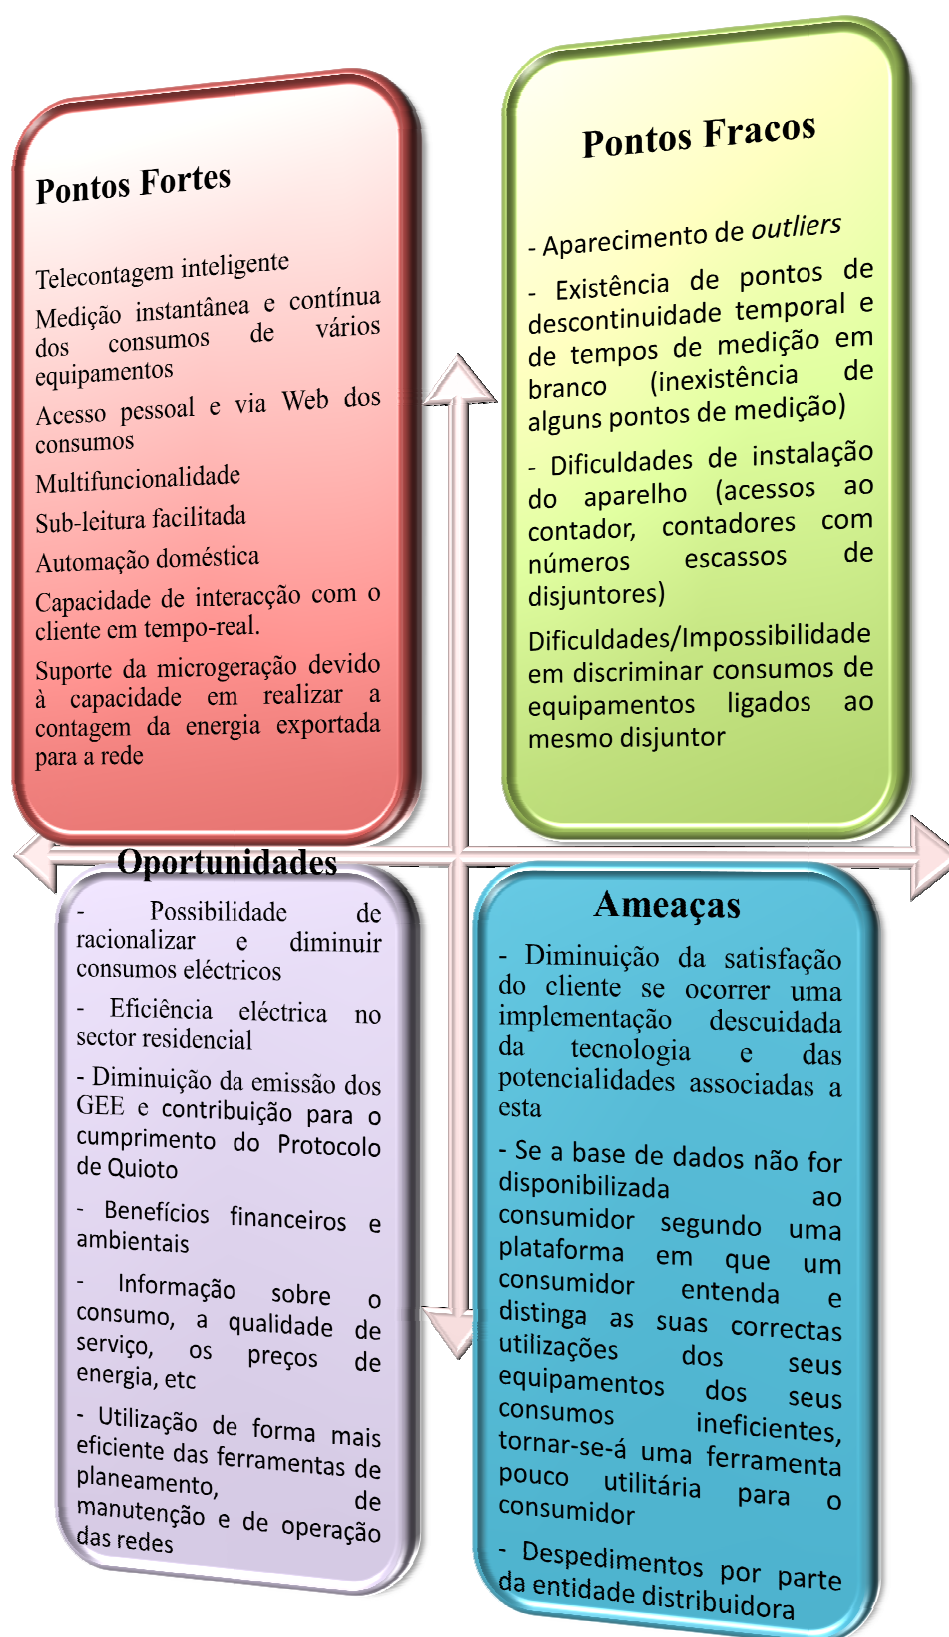 Pontos Fortes
Telecontagem inteligente
Medição instantânea e contínua
dos consumos de vários
equipamentos
Acesso pessoal e via Web dos
consumos
Multifuncionalidade
Sub-leitura facilitada
Automação doméstica
Capacidade de interacção com o
cliente em tempo-real.
Suporte da microgeração devido
à capacidade em realizar a
contagem da energia exportada
para a rede
Pontos Fracos
- Aparecimento de outliers
- Existência de pontos de
descontinuidade temporal e
de tempos de medição em
branco (inexistência de
alguns pontos de medição)
- Dificuldades de instalação
do aparelho (acessos ao
contador, contadores com
números escassos de
disjuntores)
Dificuldades/Impossibilidade
em discriminar consumos de
equipamentos ligados ao
mesmo disjuntor
Oportunidades
- Possibilidade de
racionalizar e diminuir
consumos eléctricos
- Eficiência eléctrica no
sector residencial
- Diminuição da emissão dos
GEE e contribuição para o
cumprimento do Protocolo
de Quioto
- Benefícios financeiros e
ambientais
- Informação sobre o
consumo, a qualidade de
serviço, os preços de
energia, etc
- Utilização de forma mais
eficiente das ferramentas de
planeamento, de
manutenção e de operação
das redes
Ameaças
- Diminuição da satisfação
do cliente se ocorrer uma
implementação descuidada
da tecnologia e das
potencialidades associadas a
esta
- Se a base de dados não for
disponibilizada ao
consumidor segundo uma
plataforma em que um
consumidor entenda e
distinga as suas correctas
utilizações dos seus
equipamentos dos seus
consumos ineficientes,
tornar-se-á uma ferramenta
pouco utilitária para o
consumidor
- Despedimentos por parte
da entidade distribuidora